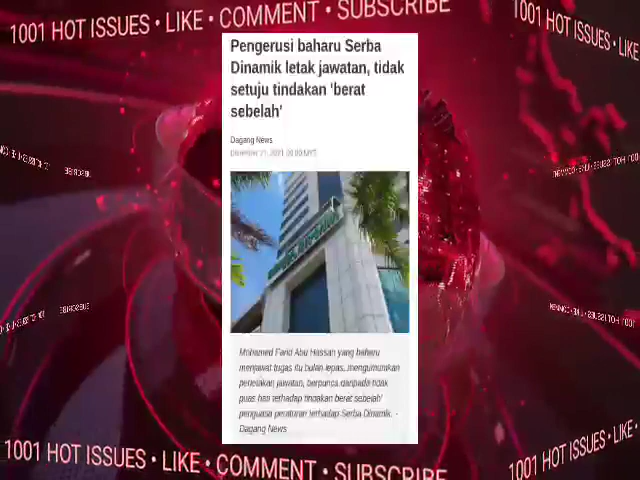 1001 HOT ISSUES • LIKE • COMMENT • SUBSCRIBE
1001 HOT ISSUES •
Pengerusi baharu Serba
Dinamik letak jawatan, tidak
setuju tindakan 'berat
sebelah'
Dagang News
Mohamed Farid Abu Hassan yang baharu
menjawat tugas itu bulan lepas, mengumumkan
perletakan jawatan, berpunca daripada tidak
puas hati terhadap tindakan berat sebelah'
penguasa peraturan terhadap Serba Dinamik. -
Dagang News
SUBSCRIBE
SUBSCRIBE
1001 HOT ISSUES • LIKE • COMMENT • SUBSCRIBE
1001 HOT ISSUES • LIKE •